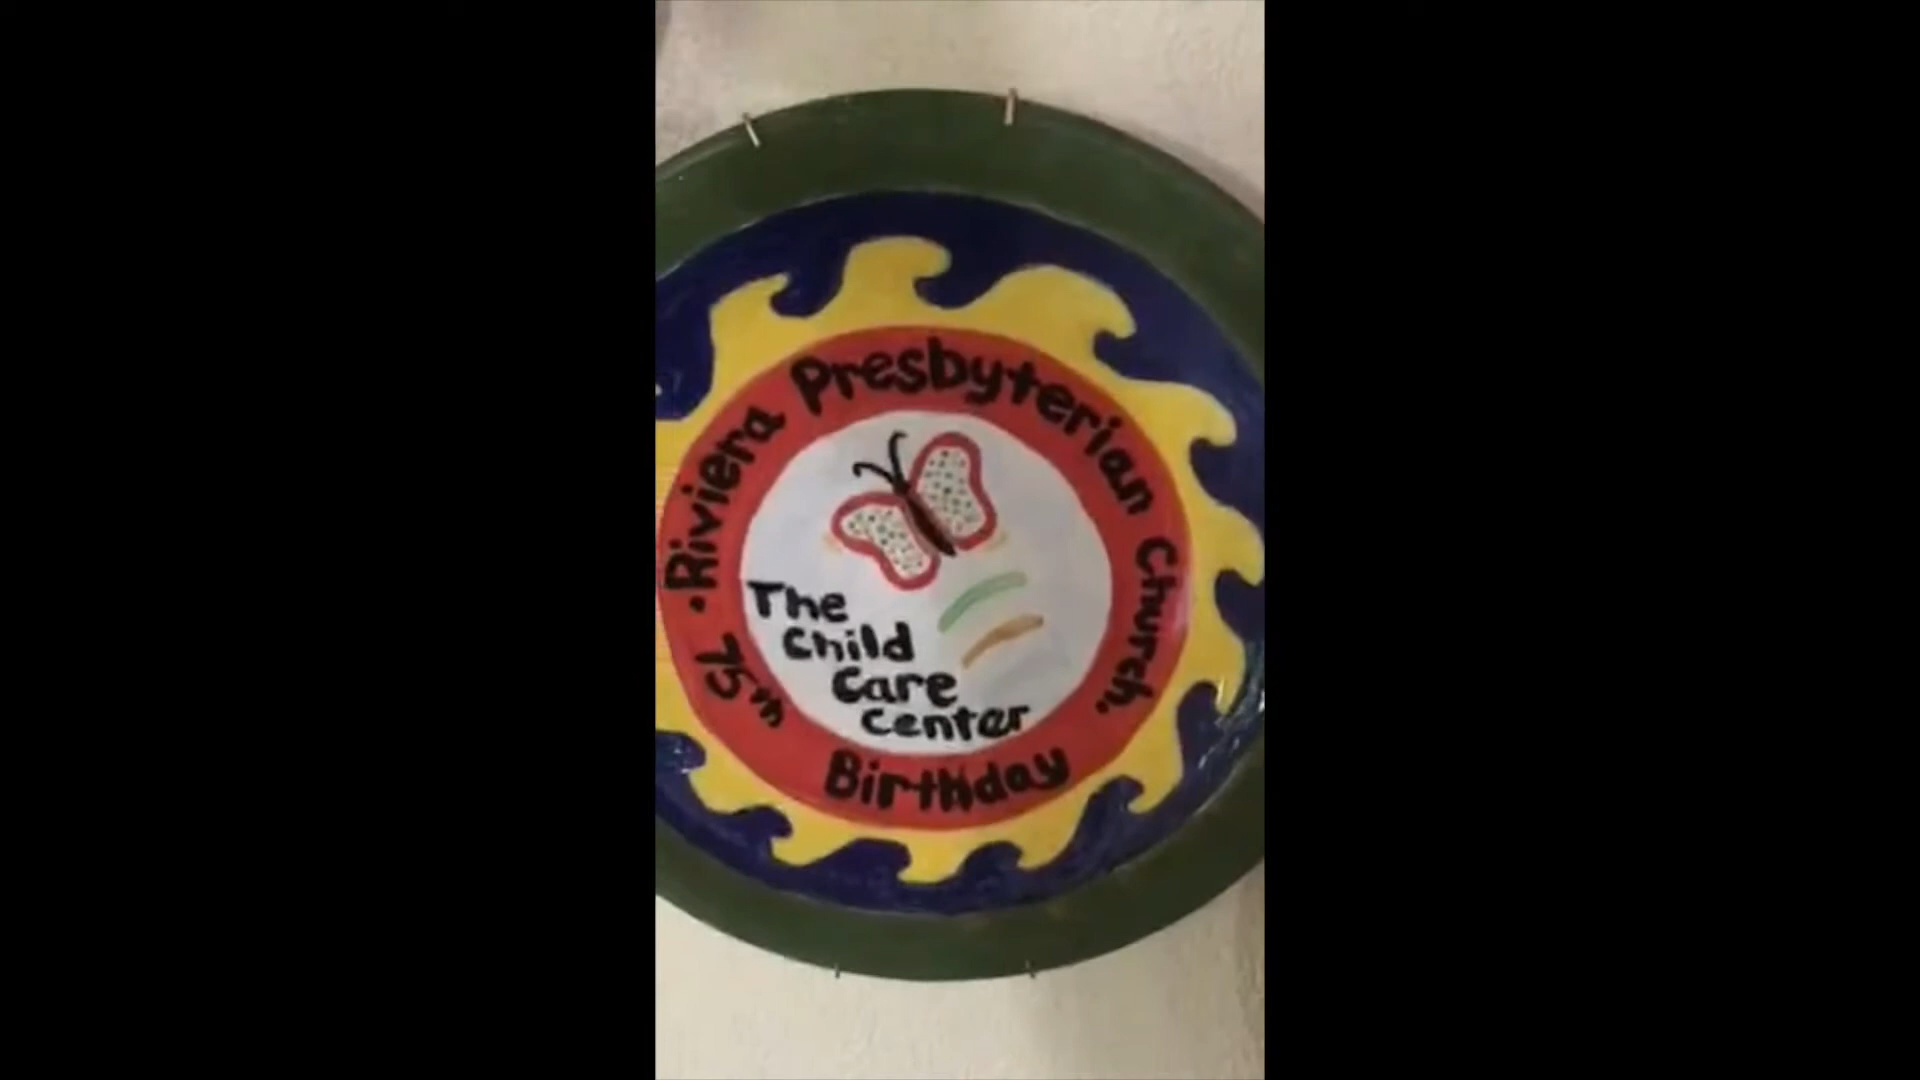 •Riviera Presbyterian Church.
75th Birthday
The
Child
Care
Center